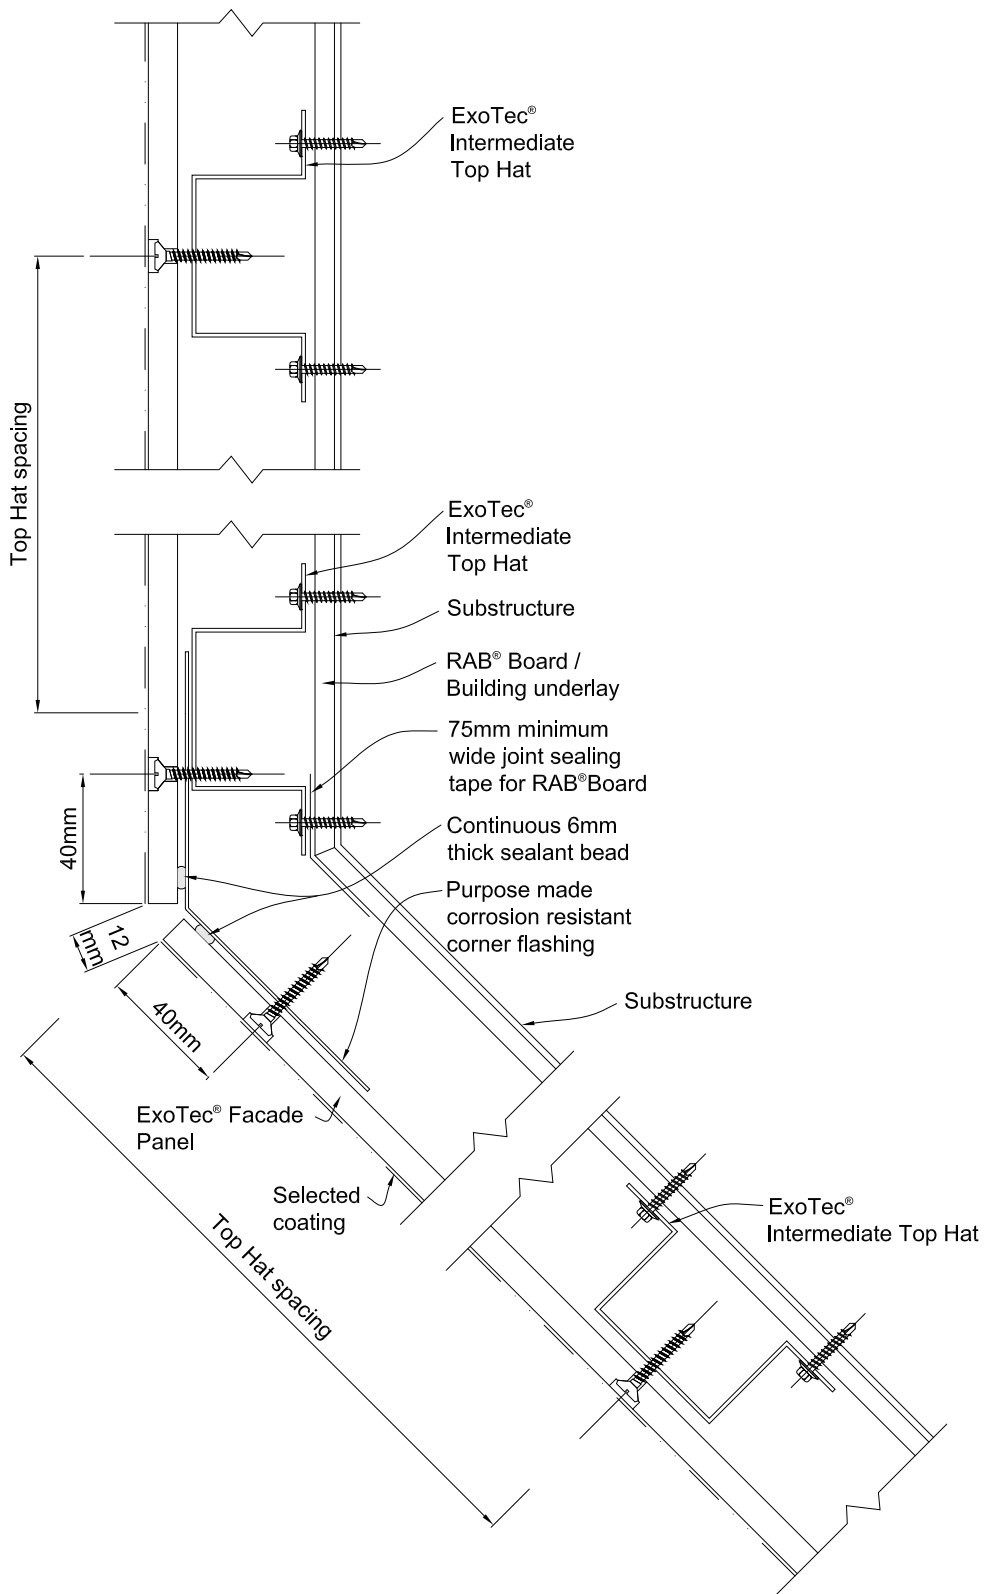 ExoTec®
Intermediate
Top Hat
Top Hat spacing
ExoTec®
Intermediate
Top Hat
Substructure
RAB® Board /
Building underlay
75mm minimum
wide joint sealing
tape for RAB®Board
40mm
Continuous 6mm
thick sealant bead
Purpose made
corrosion resistant
corner flashing
12
mm
40mm
Substructure
ExoTec® Facade
Panel
Selected
coating
Top Hat spacing
ExoTec®
Intermediate Top Hat